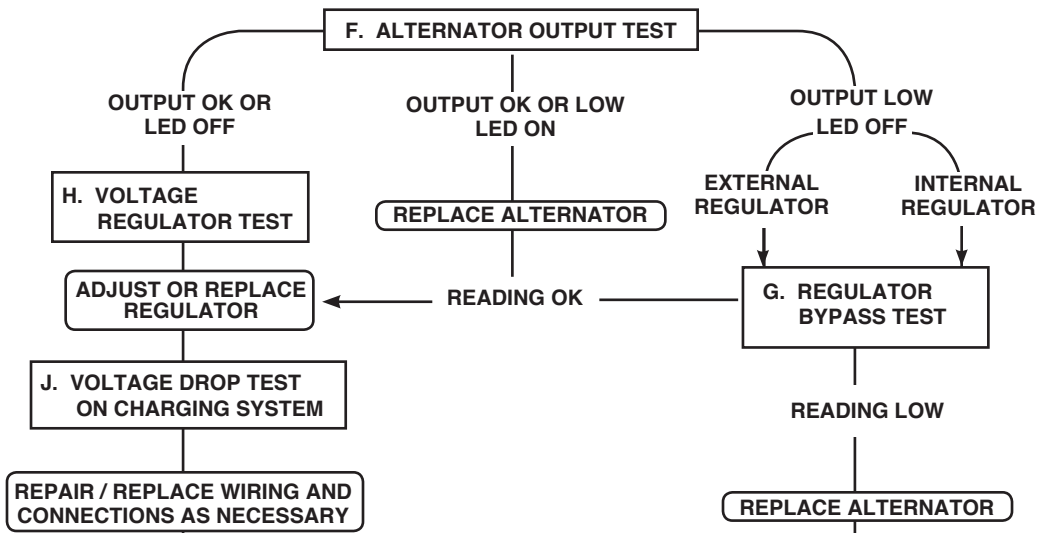 F. ALTERNATOR OUTPUT TEST
OUTPUT OK OR
LED OFF
OUTPUT OK OR LOW
LED ON
OUTPUT LOW
LED OFF
EXTERNAL
REGULATOR
INTERNAL
REGULATOR
H. VOLTAGE
REGULATOR TEST
REPLACE ALTERNATOR
ADJUST OR REPLACE
REGULATOR
READING OK
G. REGULATOR
BYPASS TEST
J. VOLTAGE DROP TEST
ON CHARGING SYSTEM
READING LOW
REPAIR / REPLACE WIRING AND
CONNECTIONS AS NECESSARY
REPLACE ALTERNATOR